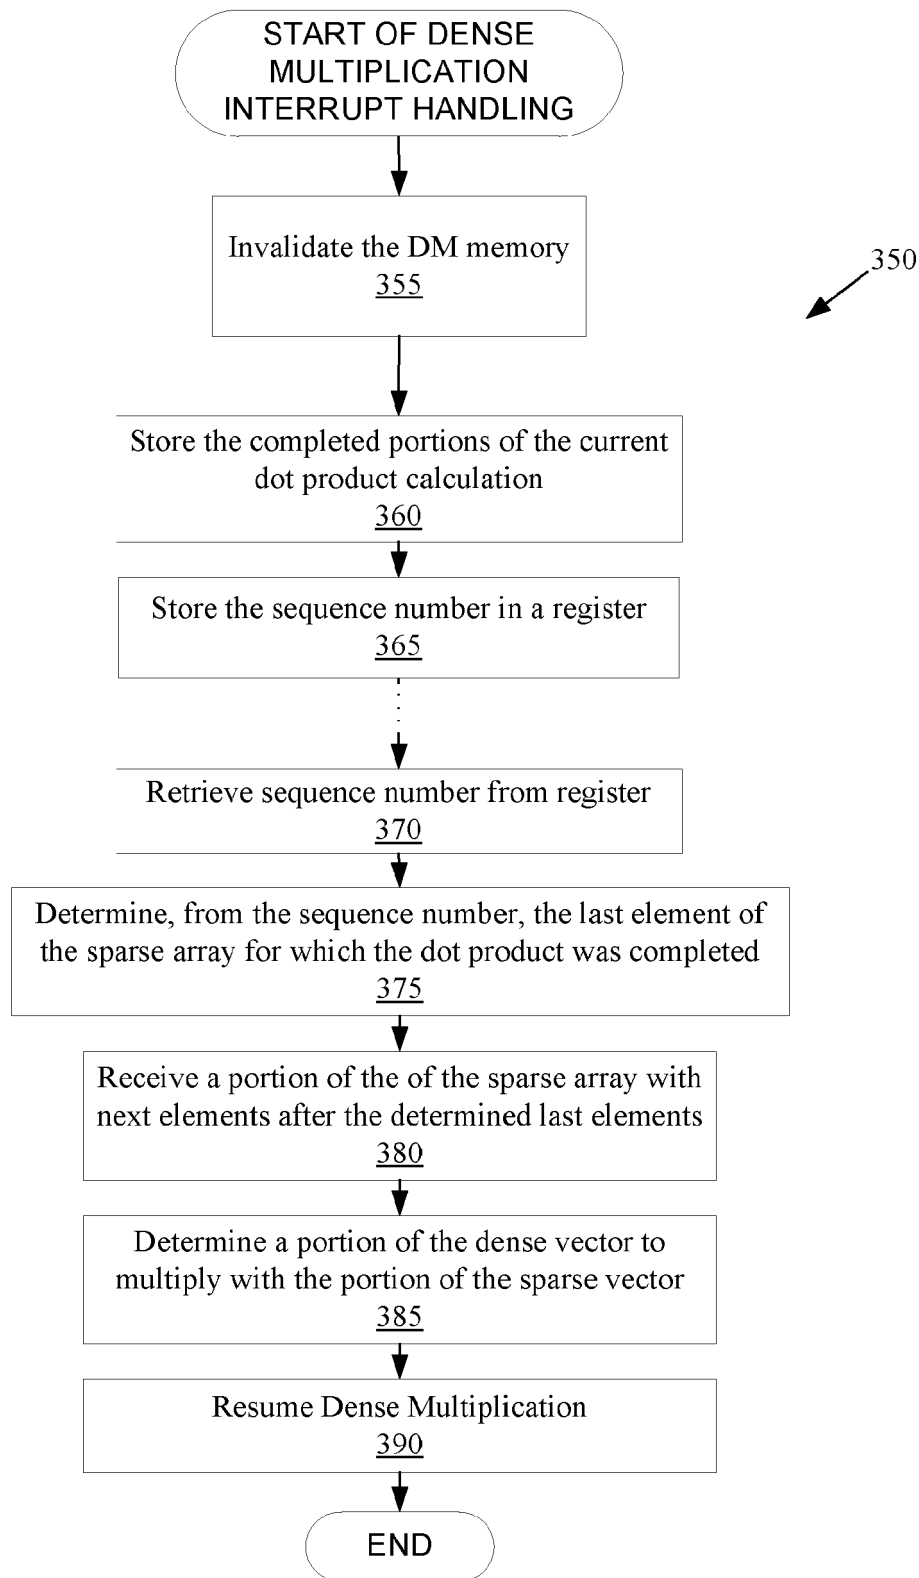 START OF DENSE
MULTIPLICATION
INTERRUPT HANDLING
Invalidate the DM memory
355
350
Store the completed portions of the current
dot product calculation
360
Store the sequence number in a register
365
Retrieve sequence number from register
370
Determine, from the sequence number, the last element of
the sparse array for which the dot product was completed
375
Receive a portion of the of the sparse array with
next elements after the determined last elements
380
Determine a portion of the dense vector to
multiply with the portion of the sparse vector
385
Resume Dense Multiplication
390
END